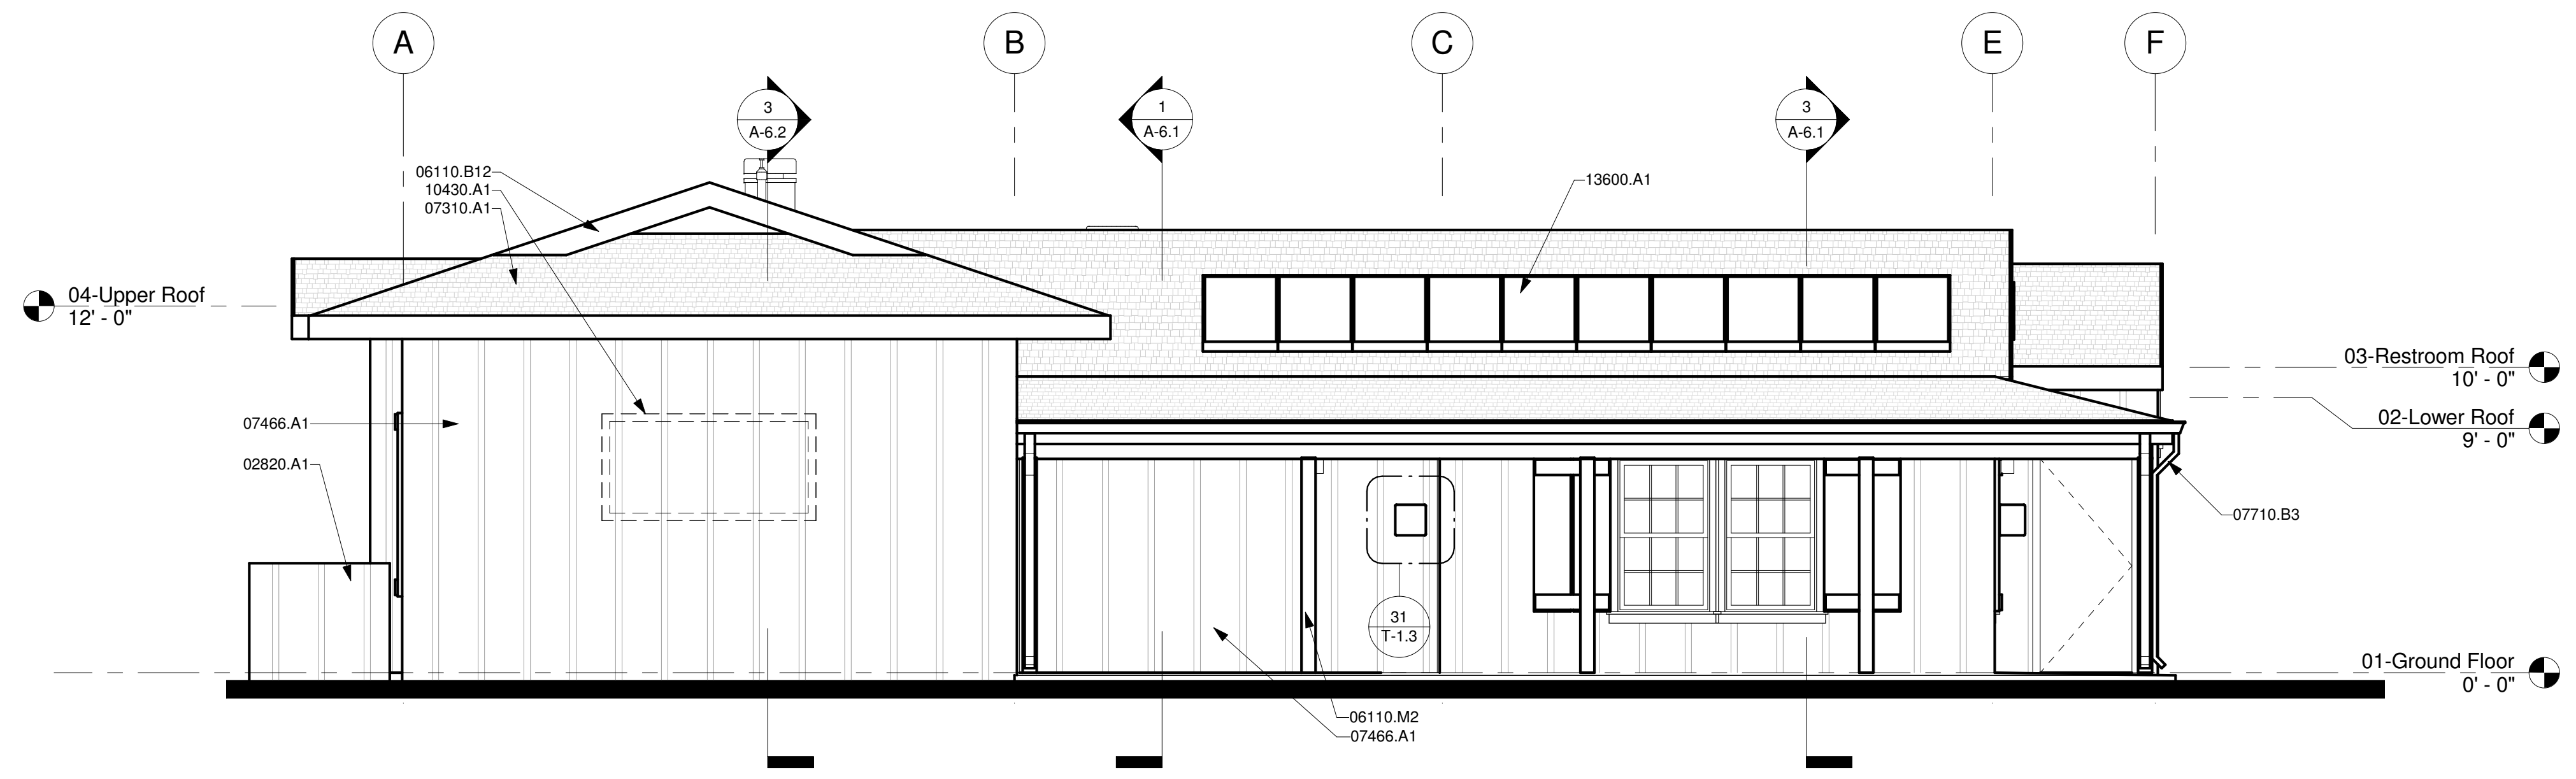 A
B
C
E
F
3
A-6.2
1
A-6.1
3
A-6.1
06110.B12
10430.A1
07310.A1
13600.A1
04-Upper Roof
12' - 0"
03-Restroom Roof
10' - 0"
02-Lower Roof
9' - 0"
07466.A1
02820.A1
07710.B3
31
T-1.3
01-Ground Floor
0' - 0"
06110.M2
07466.A1